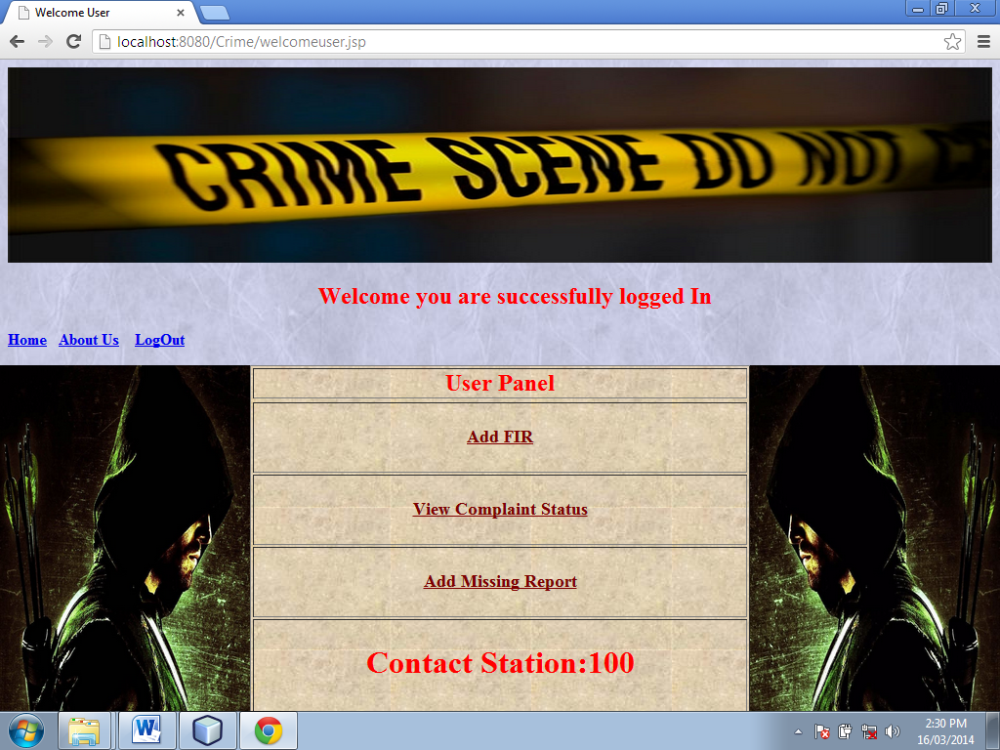 Welcome User
localhost:8080/Crime/welcomeuser.jsp
CRIME SCENE DO NOT
Welcome you are successfully logged In
Home About Us LogOut
User Panel
Add FIR
View Complaint Status
Add Missing Report
Contact Station:100
2:30 PM
16/03/2014